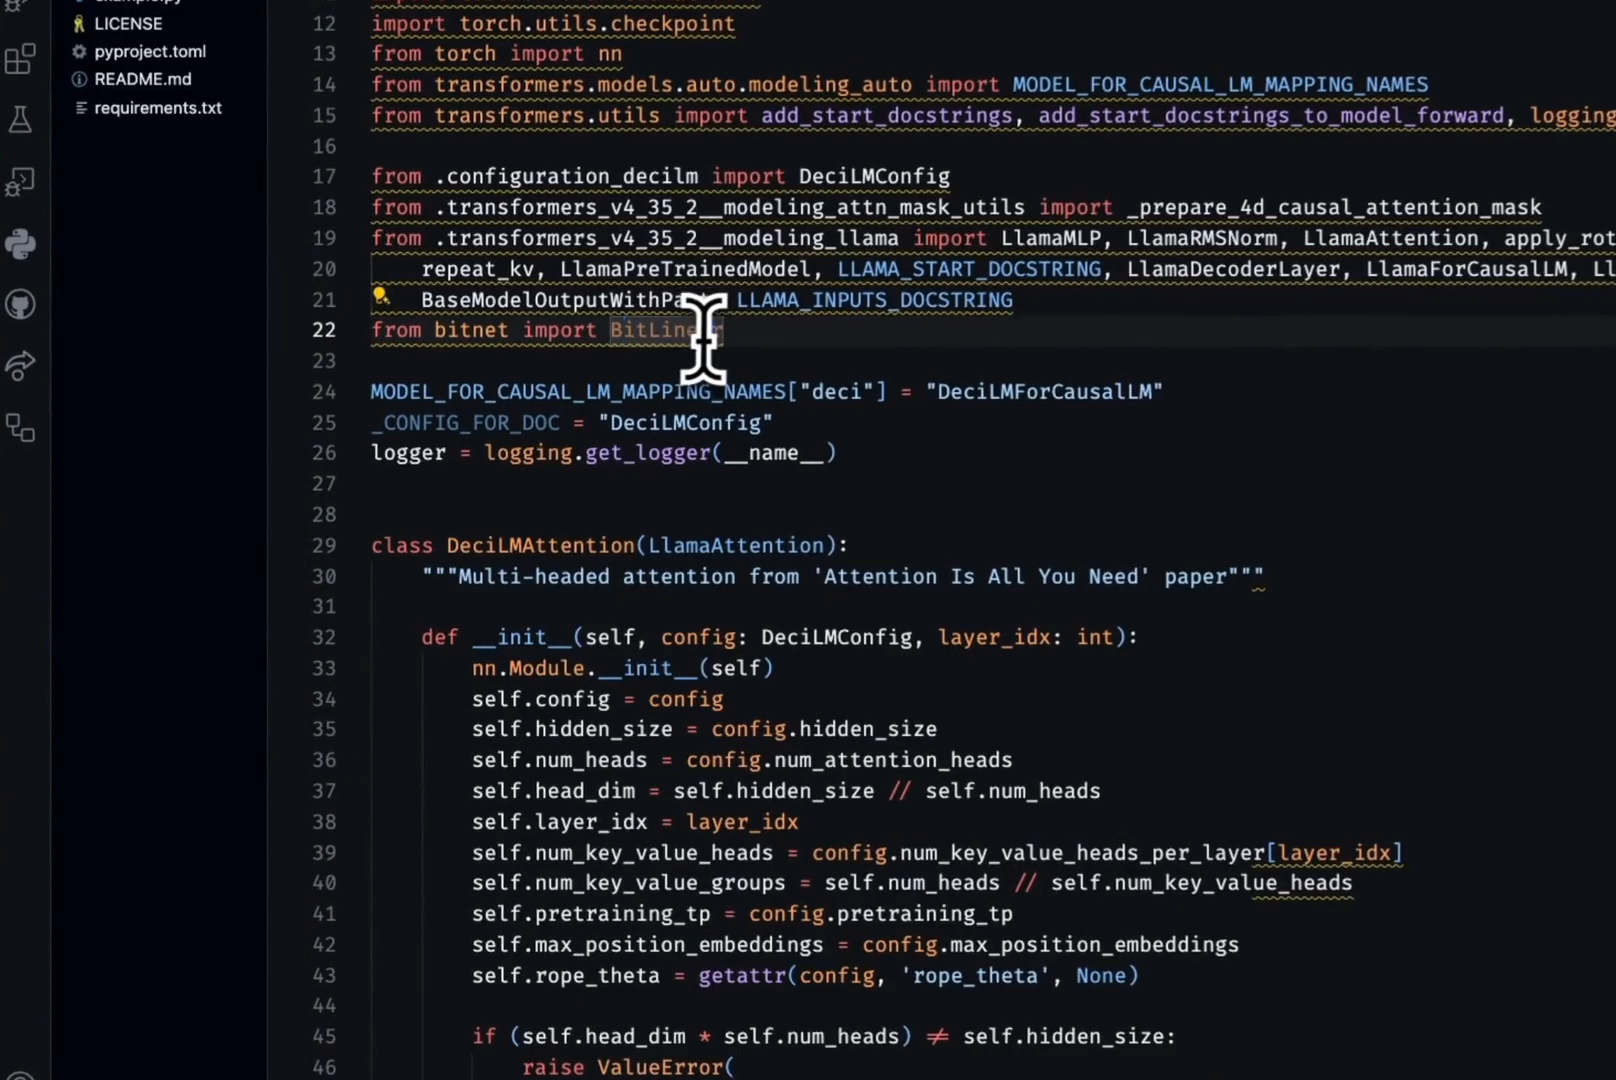 LICENSE
pyproject.toml
README.md
requirements.txt
12 import torch.utils.checkpoint
13 from torch import nn
14 from transformers.models.auto.modeling_auto import MODEL_FOR_CAUSAL_LM_MAPPING_NAMES
15 from transformers.utils import add_start_docstrings, add_start_docstrings_to_model_forward, logging
16
17 from .configuration_decilm import DeciLMConfig
18 from .transformers_v4_35_2__modeling_attn_mask_utils import _prepare_4d_causal_attention_mask
19 from .transformers_v4_35_2__modeling_llama import LlamaMLP, LlamaRMSNorm, LlamaAttention, apply_rot
20 repeat_kv, LlamaPreTrainedModel, LLAMA_START_DOCSTRING, LlamaDecoderLayer, LlamaForCausalLM, Ll
21 BaseModelOutputWithPa LLAMA_INPUTS_DOCSTRING
22 from bitnet import BitLinear
23
24 MODEL_FOR_CAUSAL_LM_MAPPING_NAMES["deci"] = "DeciLMForCausalLM"
25 _CONFIG_FOR_DOC = "DeciLMConfig"
26 logger = logging.get_logger(__name__)
27
28
29 class DeciLMAttention(LlamaAttention):
30 """Multi-headed attention from 'Attention Is All You Need' paper"""
31
32 def __init__(self, config: DeciLMConfig, layer_idx: int):
33 nn.Module.__init__(self)
34 self.config = config
35 self.hidden_size = config.hidden_size
36 self.num_heads = config.num_attention_heads
37 self.head_dim = self.hidden_size // self.num_heads
38 self.layer_idx = layer_idx
39 self.num_key_value_heads = config.num_key_value_heads_per_layer[layer_idx]
40 self.num_key_value_groups = self.num_heads // self.num_key_value_heads
41 self.pretraining_tp = config.pretraining_tp
42 self.max_position_embeddings = config.max_position_embeddings
43 self.rope_theta = getattr(config, 'rope_theta', None)
44
45 if (self.head_dim * self.num_heads) ≠ self.hidden_size:
46 raise ValueError(